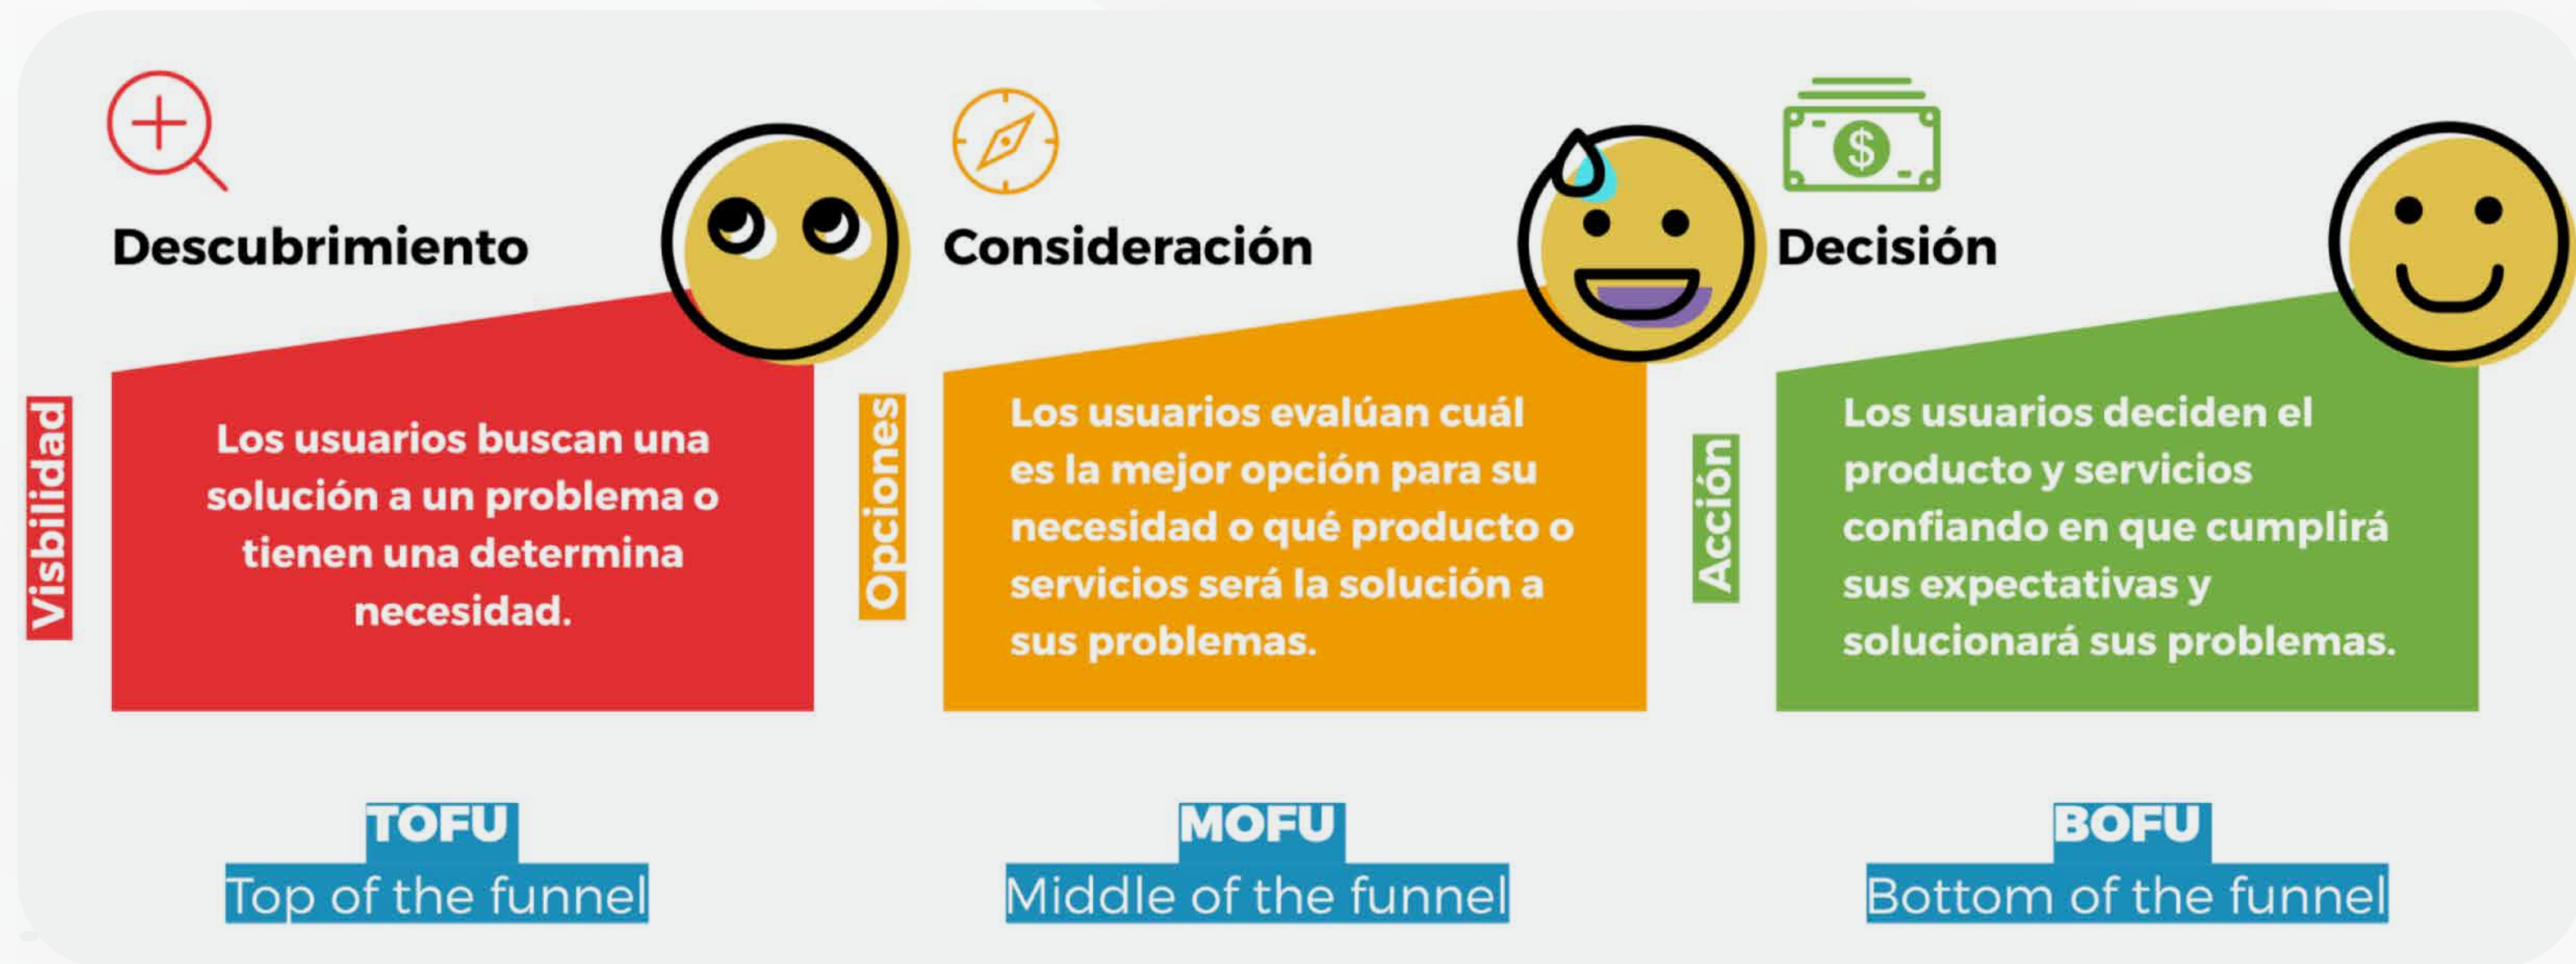 Descubrimiento
Visbilidad
Los usuarios buscan una
solución a un problema o
tienen una determina
necesidad.
TOFU
Top of the funnel
Consideración
Opciones
Los usuarios evalúan cuál
es la mejor opción para su
necesidad o qué producto o
servicios será la solución a
sus problemas.
MOFU
Middle of the funnel
Decisión
Acción
Los usuarios deciden el
producto y servicios
confiando en que cumplirá
sus expectativas y
solucionará sus problemas.
BOFU
Bottom of the funnel